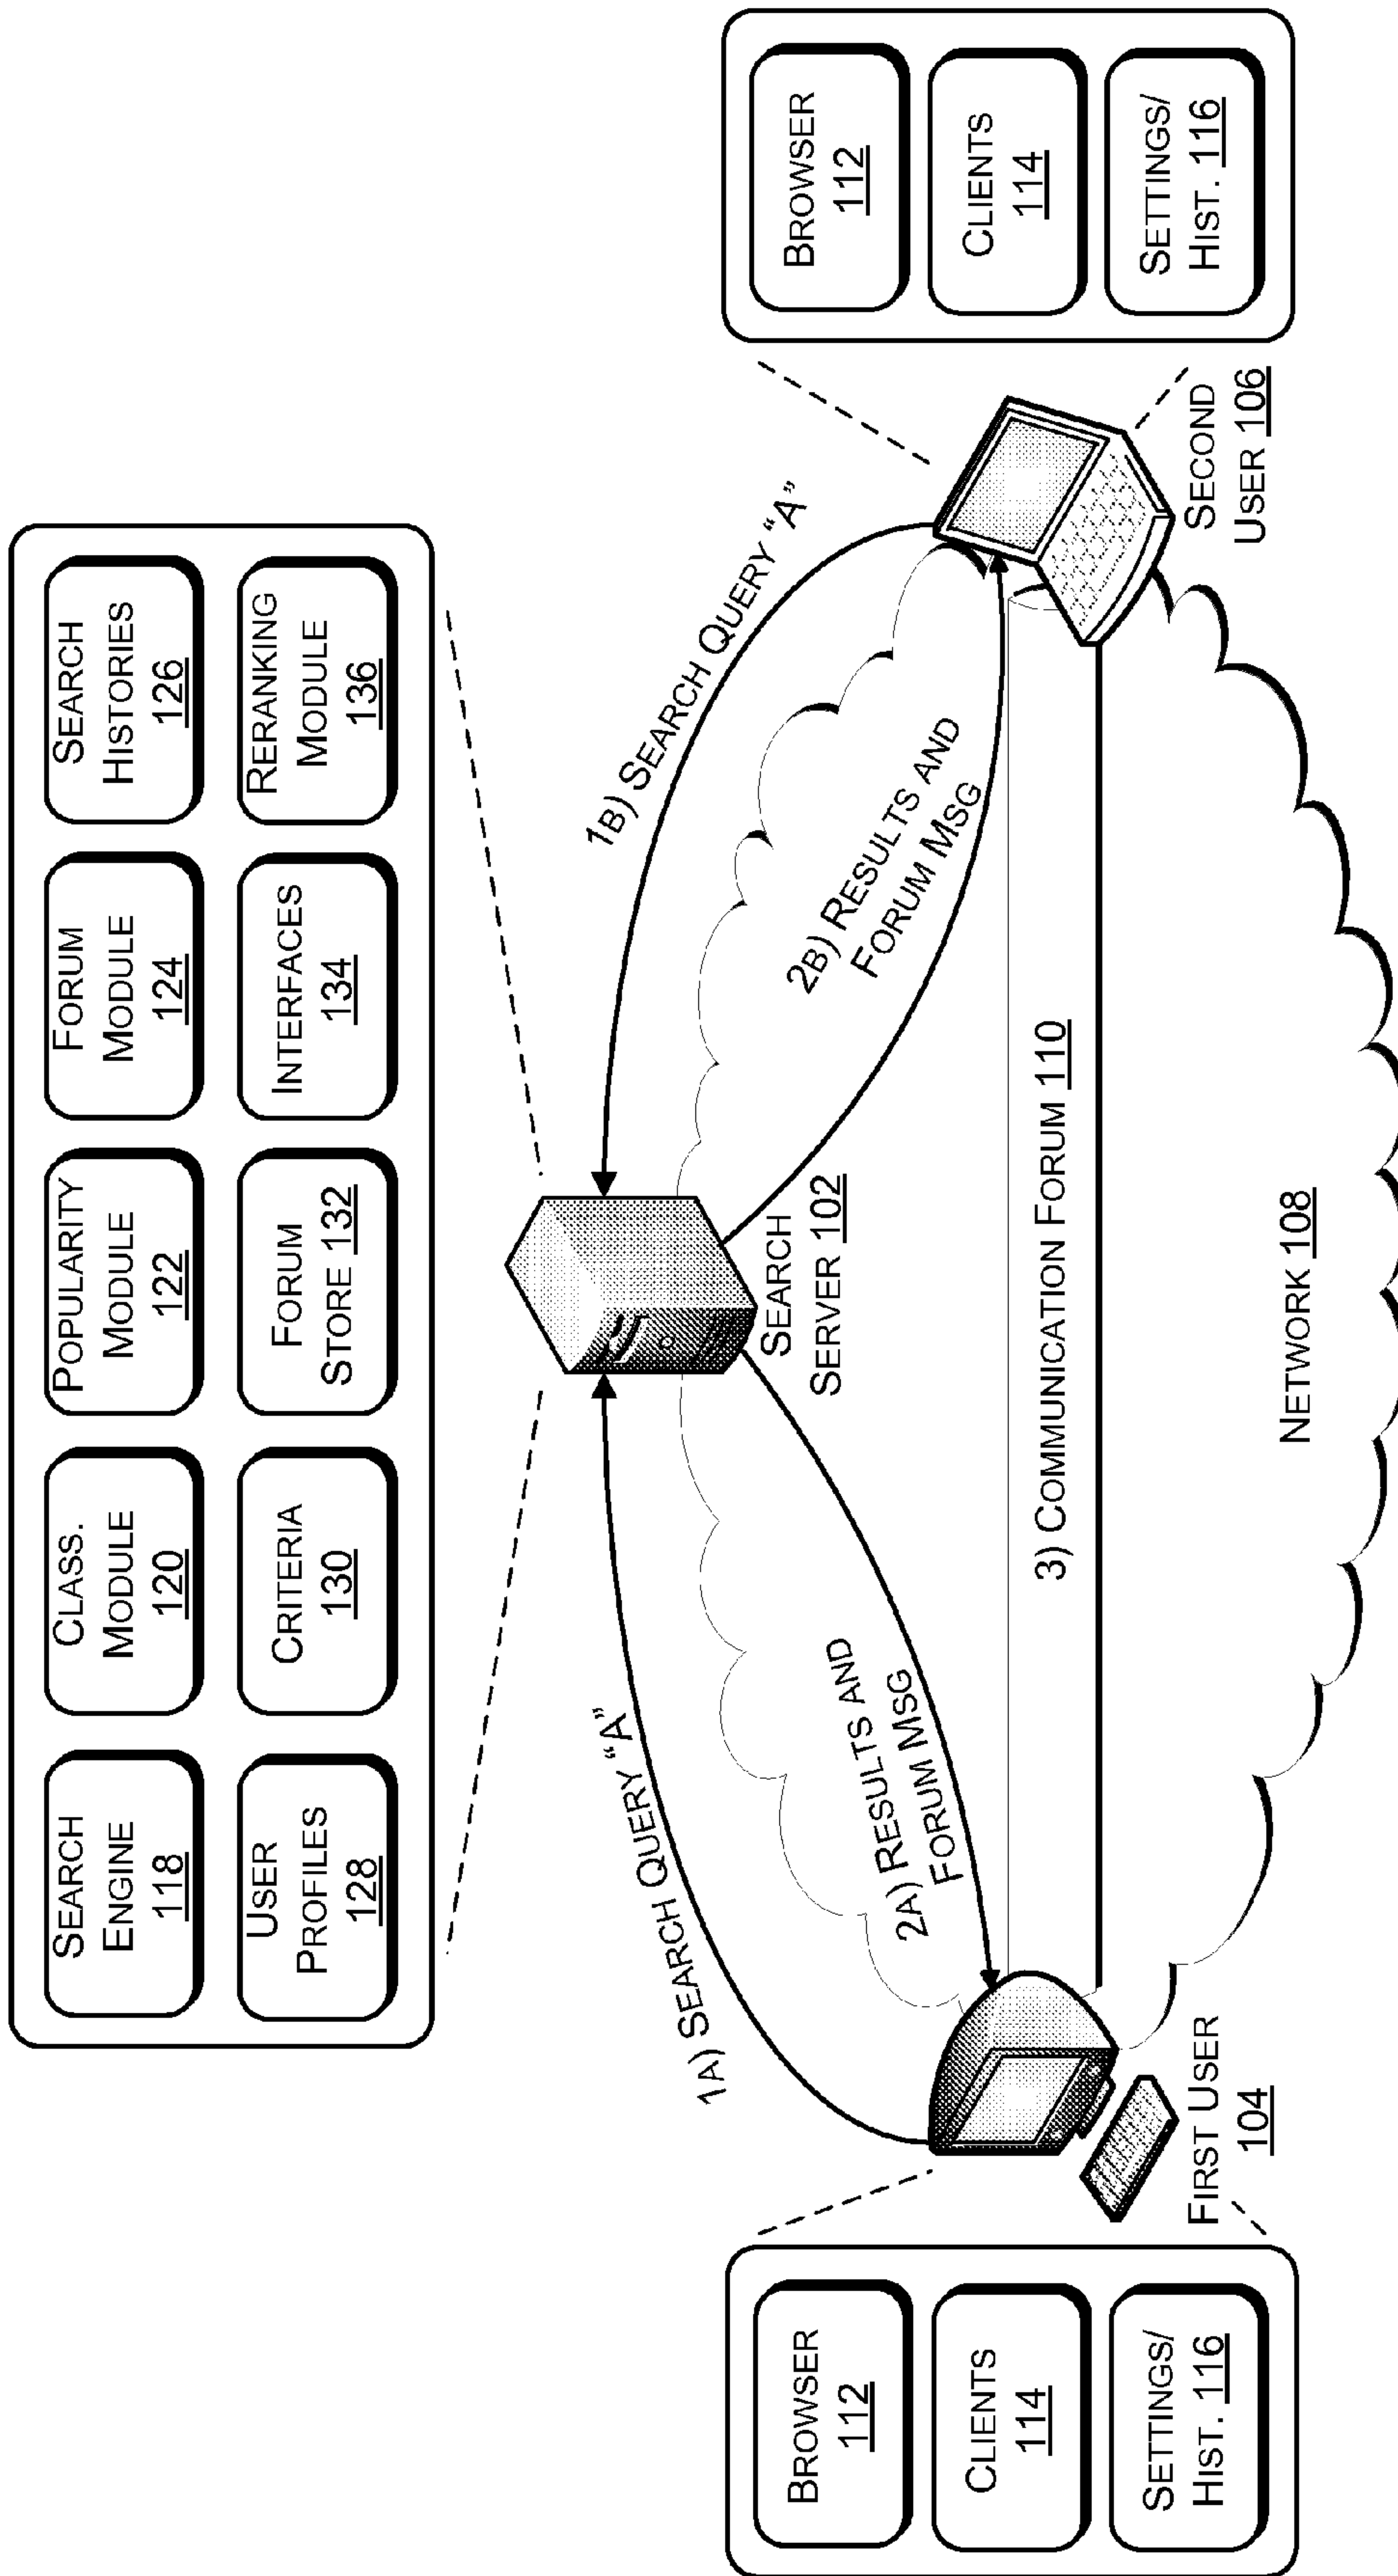 SEARCH
ENGINE
118
CLASS.
MODULE
120
POPULARITY
MODULE
122
FORUM
MODULE
124
SEARCH
HISTORIES
126
USER
PROFILES
128
CRITERIA
130
FORUM
STORE 132
INTERFACES
134
RERANKING
MODULE
136
1A) SEARCH QUERY “A”
1B) SEARCH QUERY “A”
SEARCH
SERVER 102
2A) RESULTS AND
FORUM MSG
2B) RESULTS AND
FORUM MSG
BROWSER
112
CLIENTS
114
SETTINGS/
HIST. 116
FIRST USER
104
3) COMMUNICATION FORUM 110
NETWORK 108
SECOND
USER 106
BROWSER
112
CLIENTS
114
SETTINGS/
HIST. 116